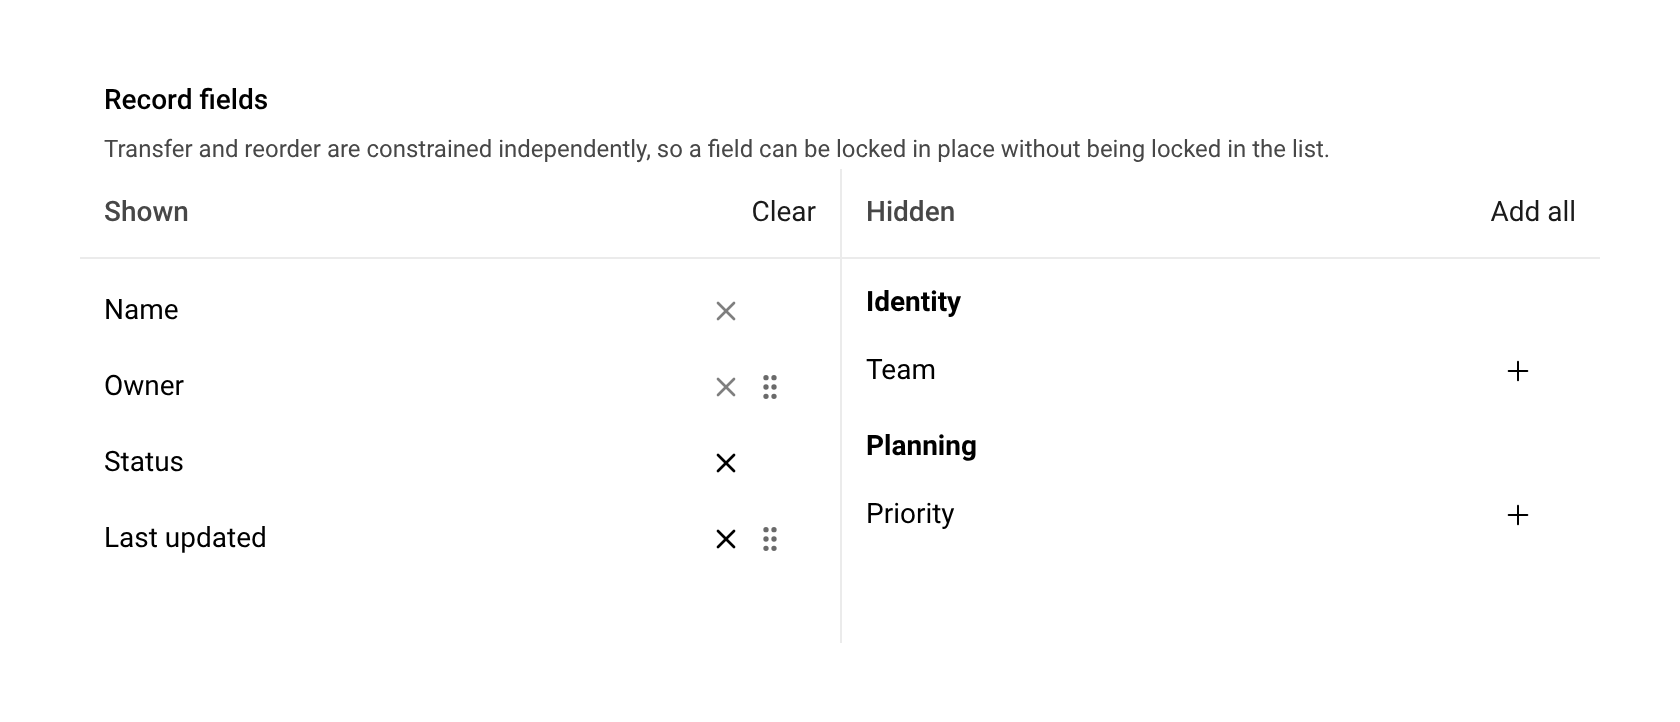 Record fields
Transfer and reorder are constrained independently, so a field can be locked in place without being locked in the list.
Shown
Clear
Name
Owner
Status
Last updated
Hidden
Add all
Identity
Team
Planning
Priority